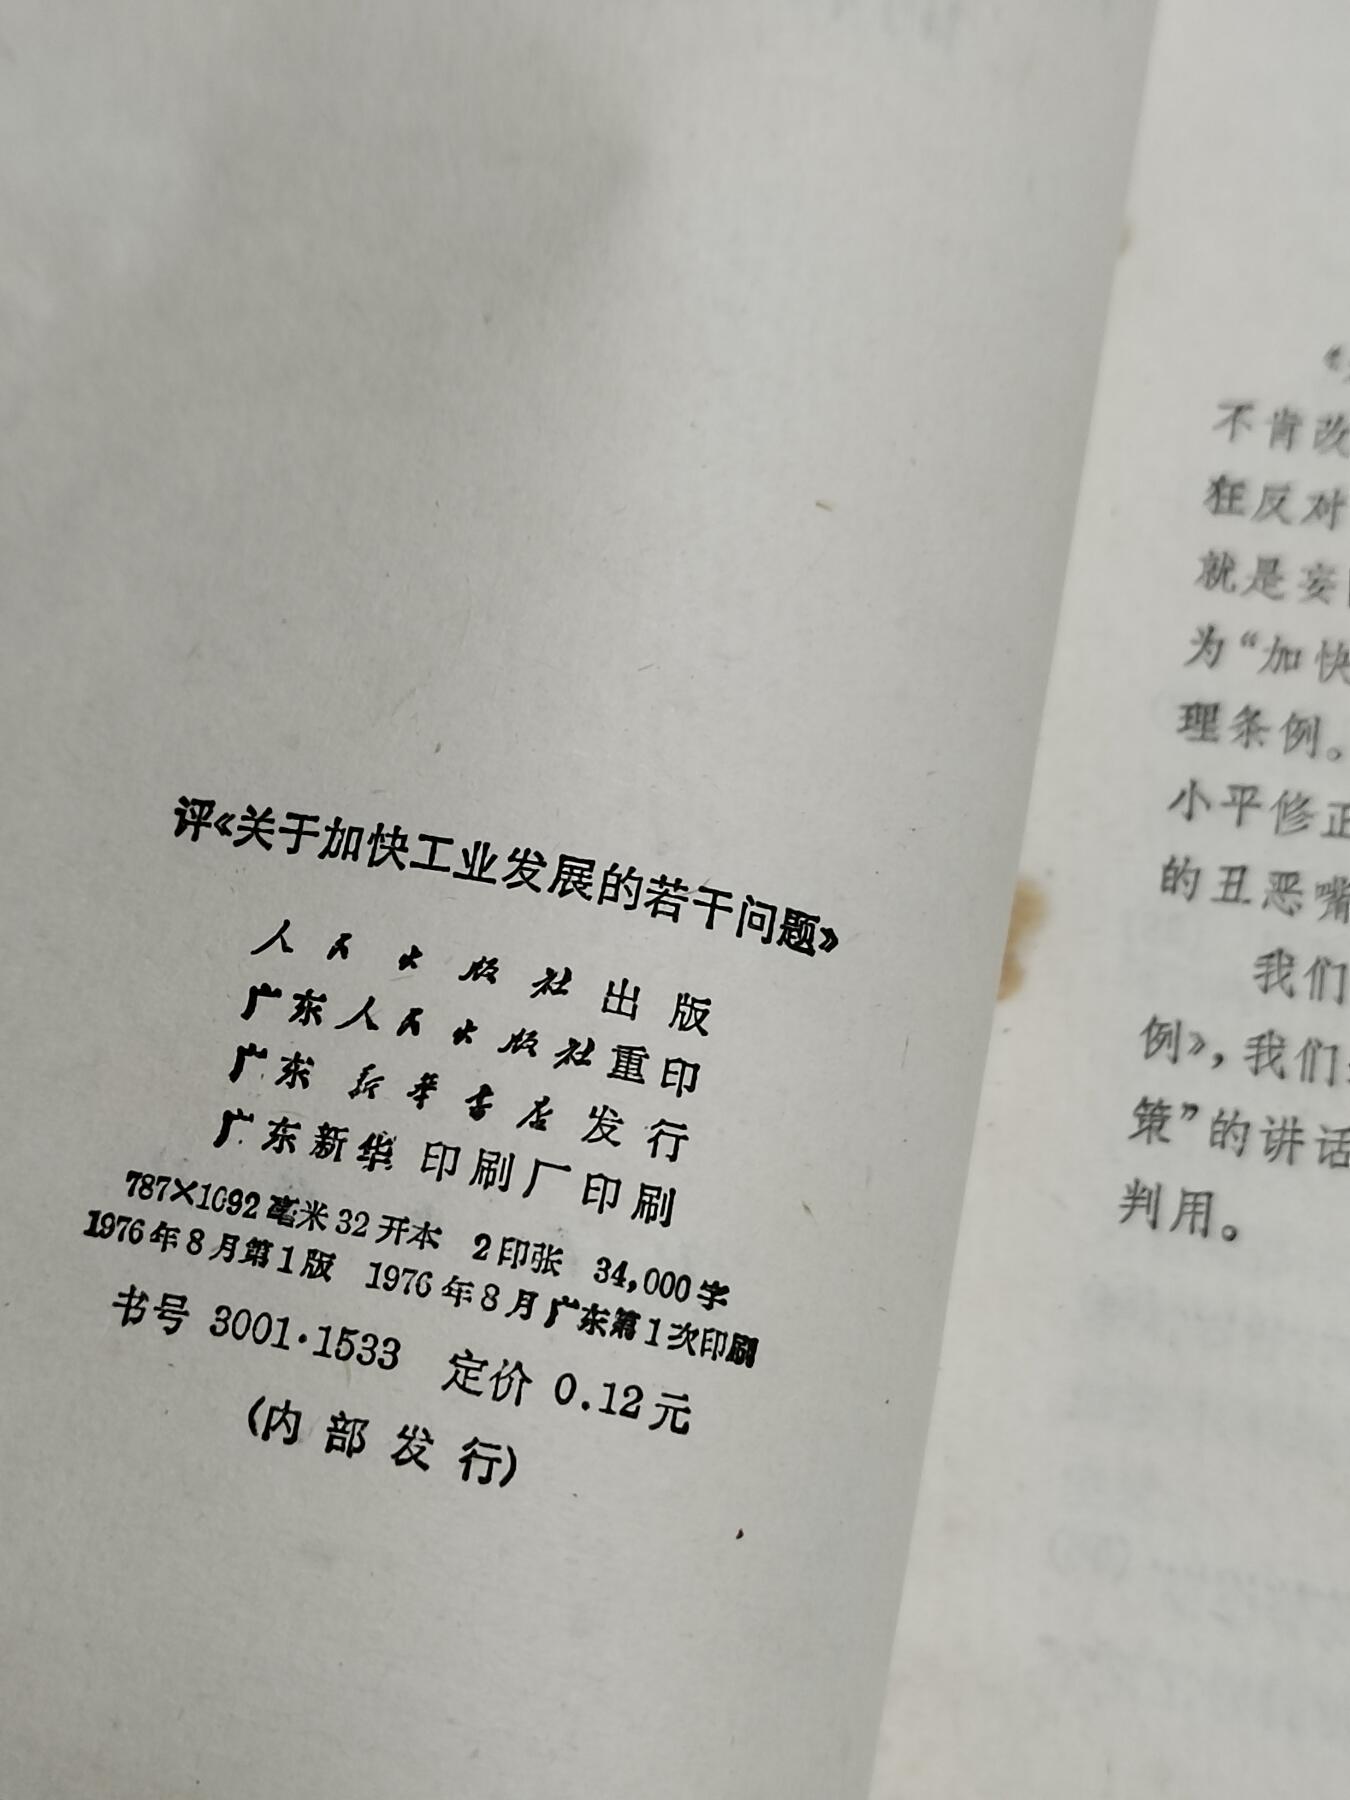 评《关于加快工业发展的若干问题》
人民出版社出版
广东人民出版社重印
广东新华书店发行
广东新华印刷厂印刷
787×1092毫米32开本 2印张 34,000字
1976年8月第1版 1976年8月广东第1次印刷
书号 3001·1533 定价 0.12元
(内部发行)
《
不肯改
狂反对
就是妄
为“加快
理条例。
小平修正
的丑恶嘴
我们
例》，我们
策”的讲话
判用。